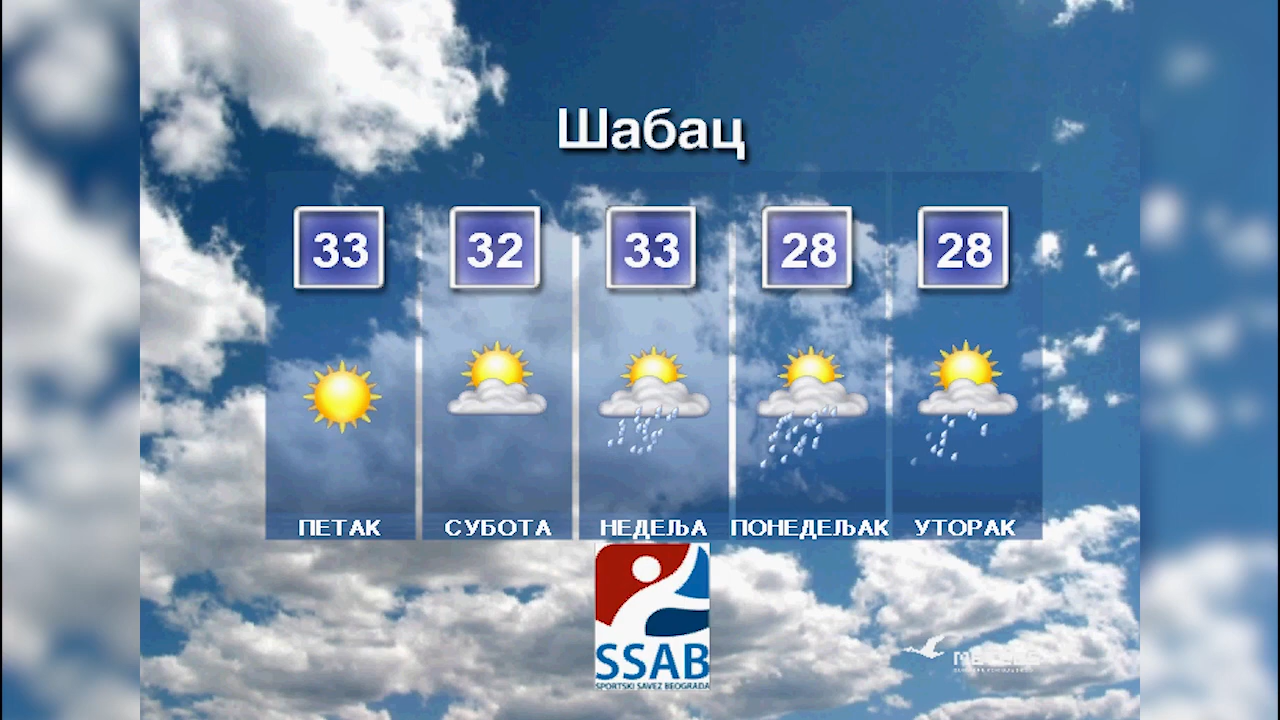 Шабац
33 32 33 28 28
ПЕТАК СУБОТА НЕДЕЉА ПОНЕДЕЉАК УТОРАК
SSAB
SPORTSKI SAVEZ BEOGRADA